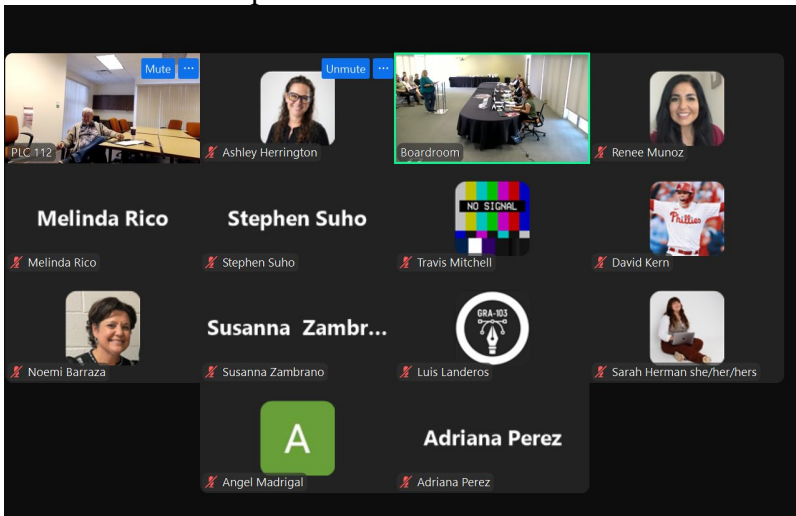 Mute ...
Unmute ...
PLC 112
Ashley Herrington
Boardroom
Renee Munoz
Melinda Rico
Stephen Suho
NO SIGNAL
Phillies
Melinda Rico
Stephen Suho
Travis Mitchell
David Kern
Susanna Zambr...
GRA-103
Noemi Barraza
Susanna Zambrano
Luis Landeros
Sarah Herman she/her/hers
A
Adriana Perez
Angel Madrigal
Adriana Perez